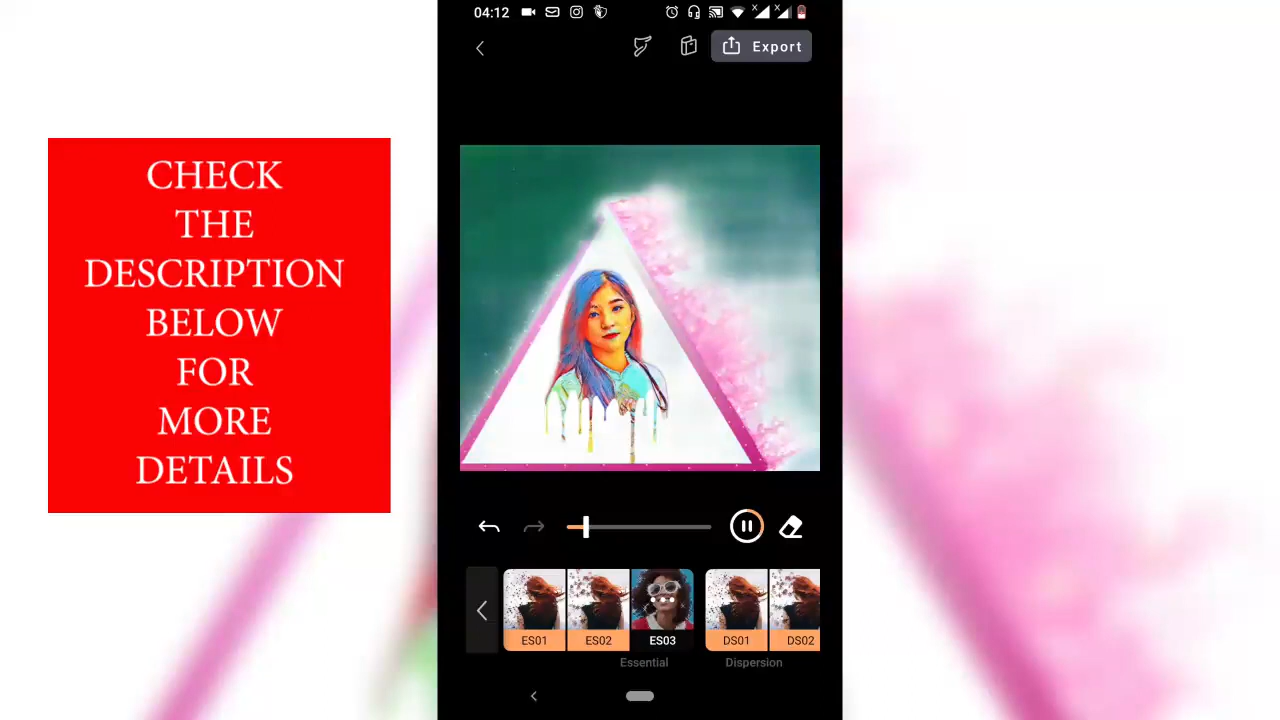 04:12
Export
CHECK
THE
DESCRIPTION
BELOW
FOR
MORE
DETAILS
ES01 ES02 ES03 DS01 DS02
Essential Dispersion